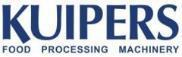 KUIPERS
FOOD PROCESSING MACHINERY